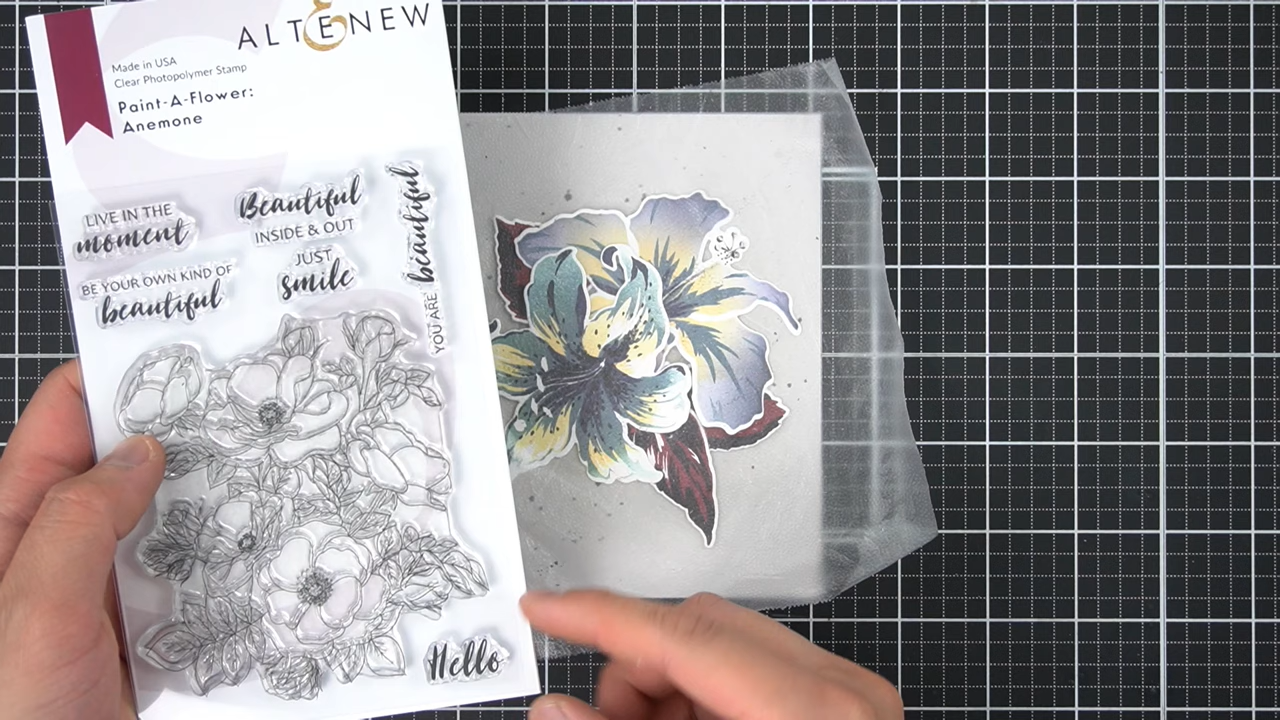 ALTENEW
Made in USA
Clear Photopolymer Stamp
Paint-A-Flower:
Anemone
LIVE IN THE
moment
Beautiful
INSIDE & OUT
YOU ARE beautiful
BE YOUR OWN KIND OF
beautiful
JUST
smile
Hello